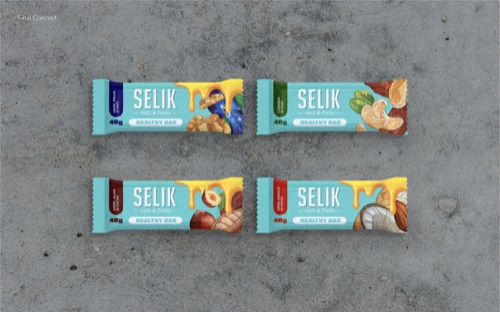 Final Concept
SELIK
nuts & fruits
HEALTHY BAR
40g
SELIK
nuts & fruits
HEALTHY BAR
40g
SELIK
nuts & fruits
HEALTHY BAR
40g
SELIK
nuts & fruits
HEALTHY BAR
40g